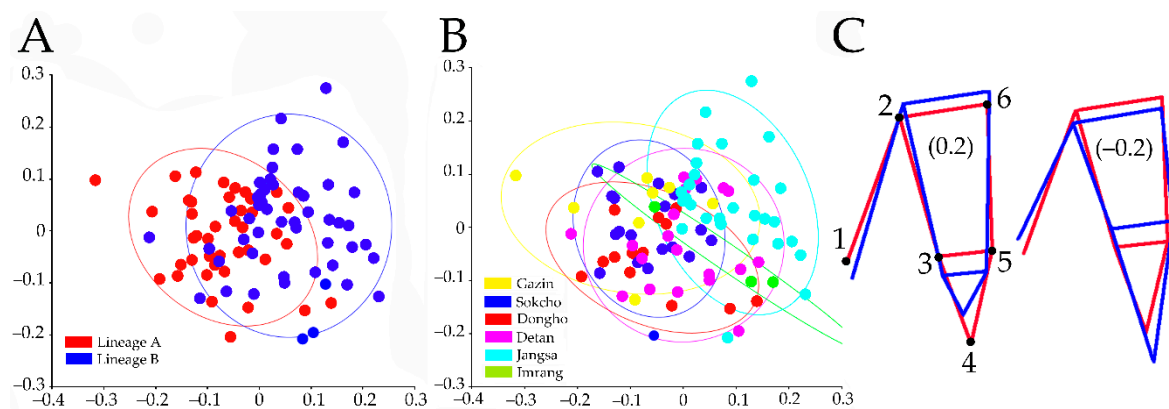 A
0.3
0.2
0.1
0
−0.1
−0.2
−0.3
−0.4 −0.3 −0.2 −0.1 0 0.1 0.2 0.3
Lineage A
Lineage B
B
0.3
0.2
0.1
0
−0.1
−0.2
−0.3
−0.4 −0.3 −0.2 −0.1 0 0.1 0.2 0.3
Gazin
Sokcho
Dongho
Detan
Jangsa
Imrang
C
2 6
(0.2) (−0.2)
1 3 5
4